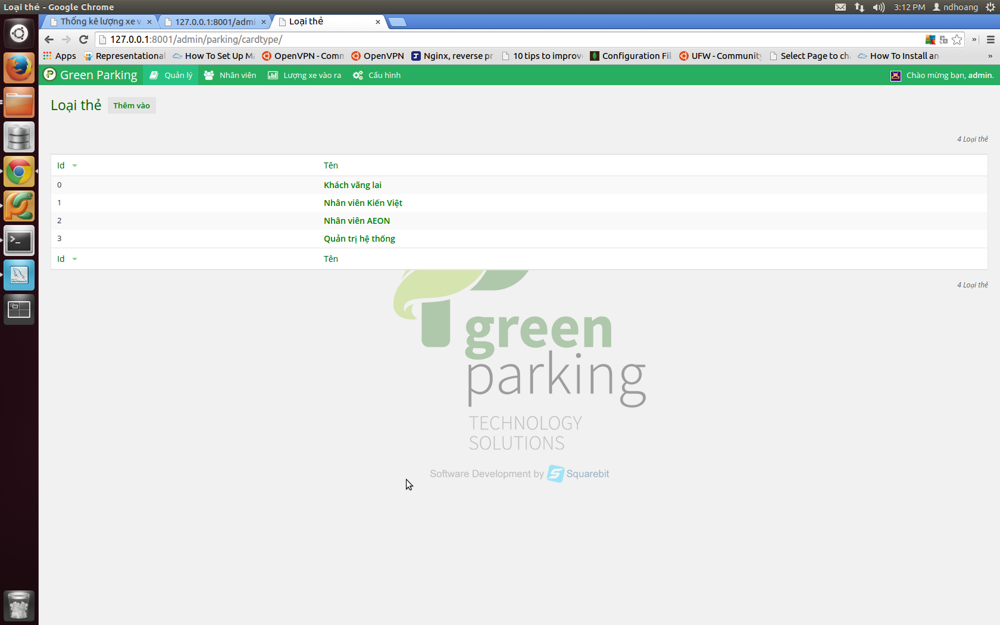 Loại thẻ - Google Chrome
3:12 PM
ndhoang
Thống kê lượng xe v
127.0.0.1:8001/admi
Loại thẻ
127.0.0.1:8001/admin/parking/cardtype/
Apps
Representational
How To Set Up M
OpenVPN - Comm
OpenVPN
Nginx, reverse pr
10 tips to improv
Configuration Fil
UFW - Community
Select Page to ch
How To Install an
Green Parking
Quản lý
Nhân viên
Lượng xe vào ra
Cấu hình
Chào mừng bạn, admin.
Loại thẻ
Thêm vào
4 Loại thẻ
Id Tên
0 Khách vãng lai
1 Nhân viên Kiến Việt
2 Nhân viên AEON
3 Quản trị hệ thống
Id Tên
4 Loại thẻ
green
parking
TECHNOLOGY
SOLUTIONS
Software Development by Squarebit